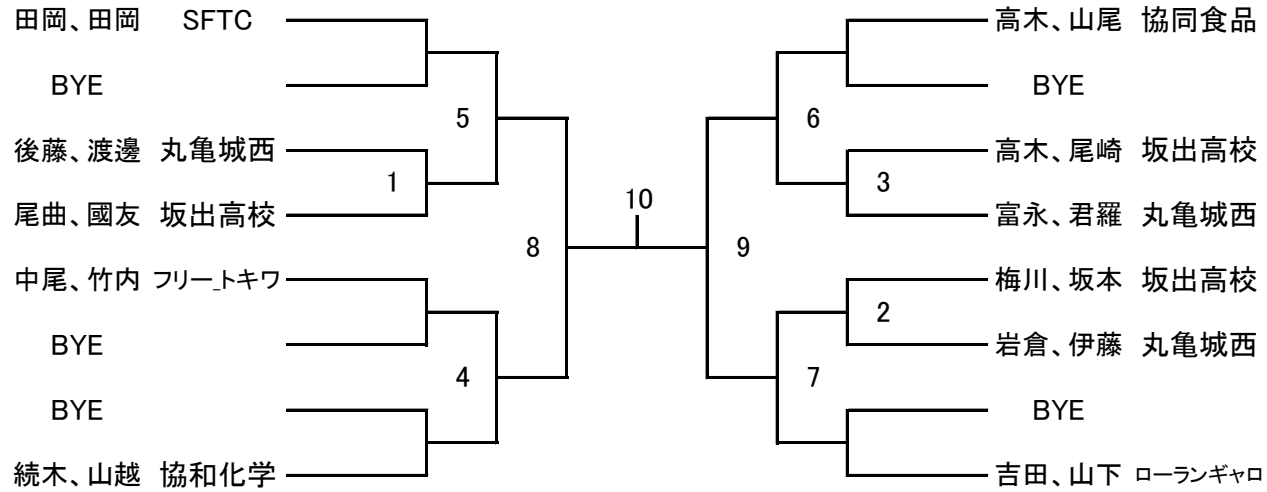 田岡、田岡 SFTC
BYE
5
後藤、渡邊 丸亀城西
1
尾曲、國友 坂出高校
8
中尾、竹内 フリー_トキワ
BYE
4
BYE
続木、山越 協和化学
10
高木、山尾 協同食品
BYE
6
高木、尾崎 坂出高校
3
富永、君羅 丸亀城西
9
梅川、坂本 坂出高校
2
岩倉、伊藤 丸亀城西
7
BYE
吉田、山下 ローランギャロ